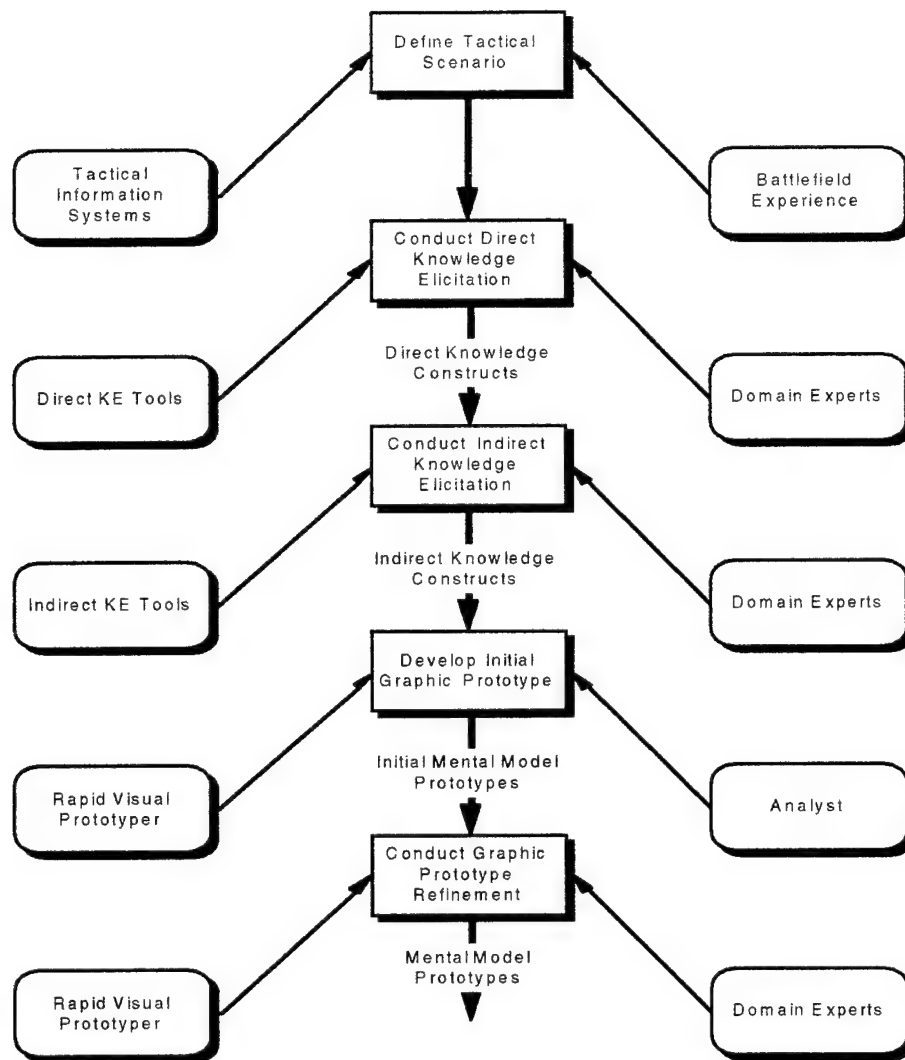 Define Tactical
Scenario
Tactical
Information
Systems
Battlefield
Experience
Conduct Direct
Knowledge
Elicitation
Direct Knowledge
Constructs
Direct KE Tools
Domain Experts
Conduct Indirect
Knowledge
Elicitation
Indirect Knowledge
Constructs
Indirect KE Tools
Domain Experts
Develop Initial
Graphic Prototype
Initial Mental Model
Prototypes
Rapid Visual
Prototyper
Analyst
Conduct Graphic
Prototype
Refinement
Mental Model
Prototypes
Rapid Visual
Prototyper
Domain Experts